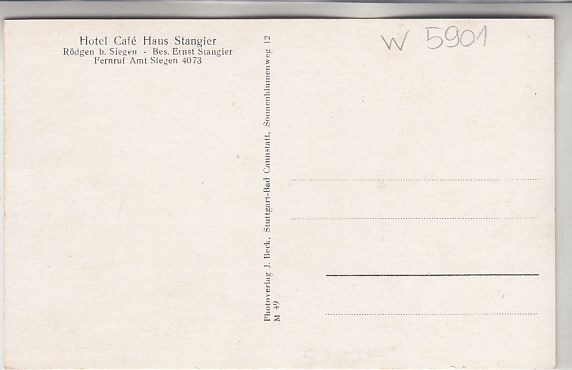 Hotel Café Haus Stangier
Rödgen b. Siegen - Bes. Ernst Stangier
Fernruf Amt Siegen 4073
W 5901
Photoverlag J. Beck, Stuttgart-Bad Cannstatt, Sonnenblumenweg 12
M 49